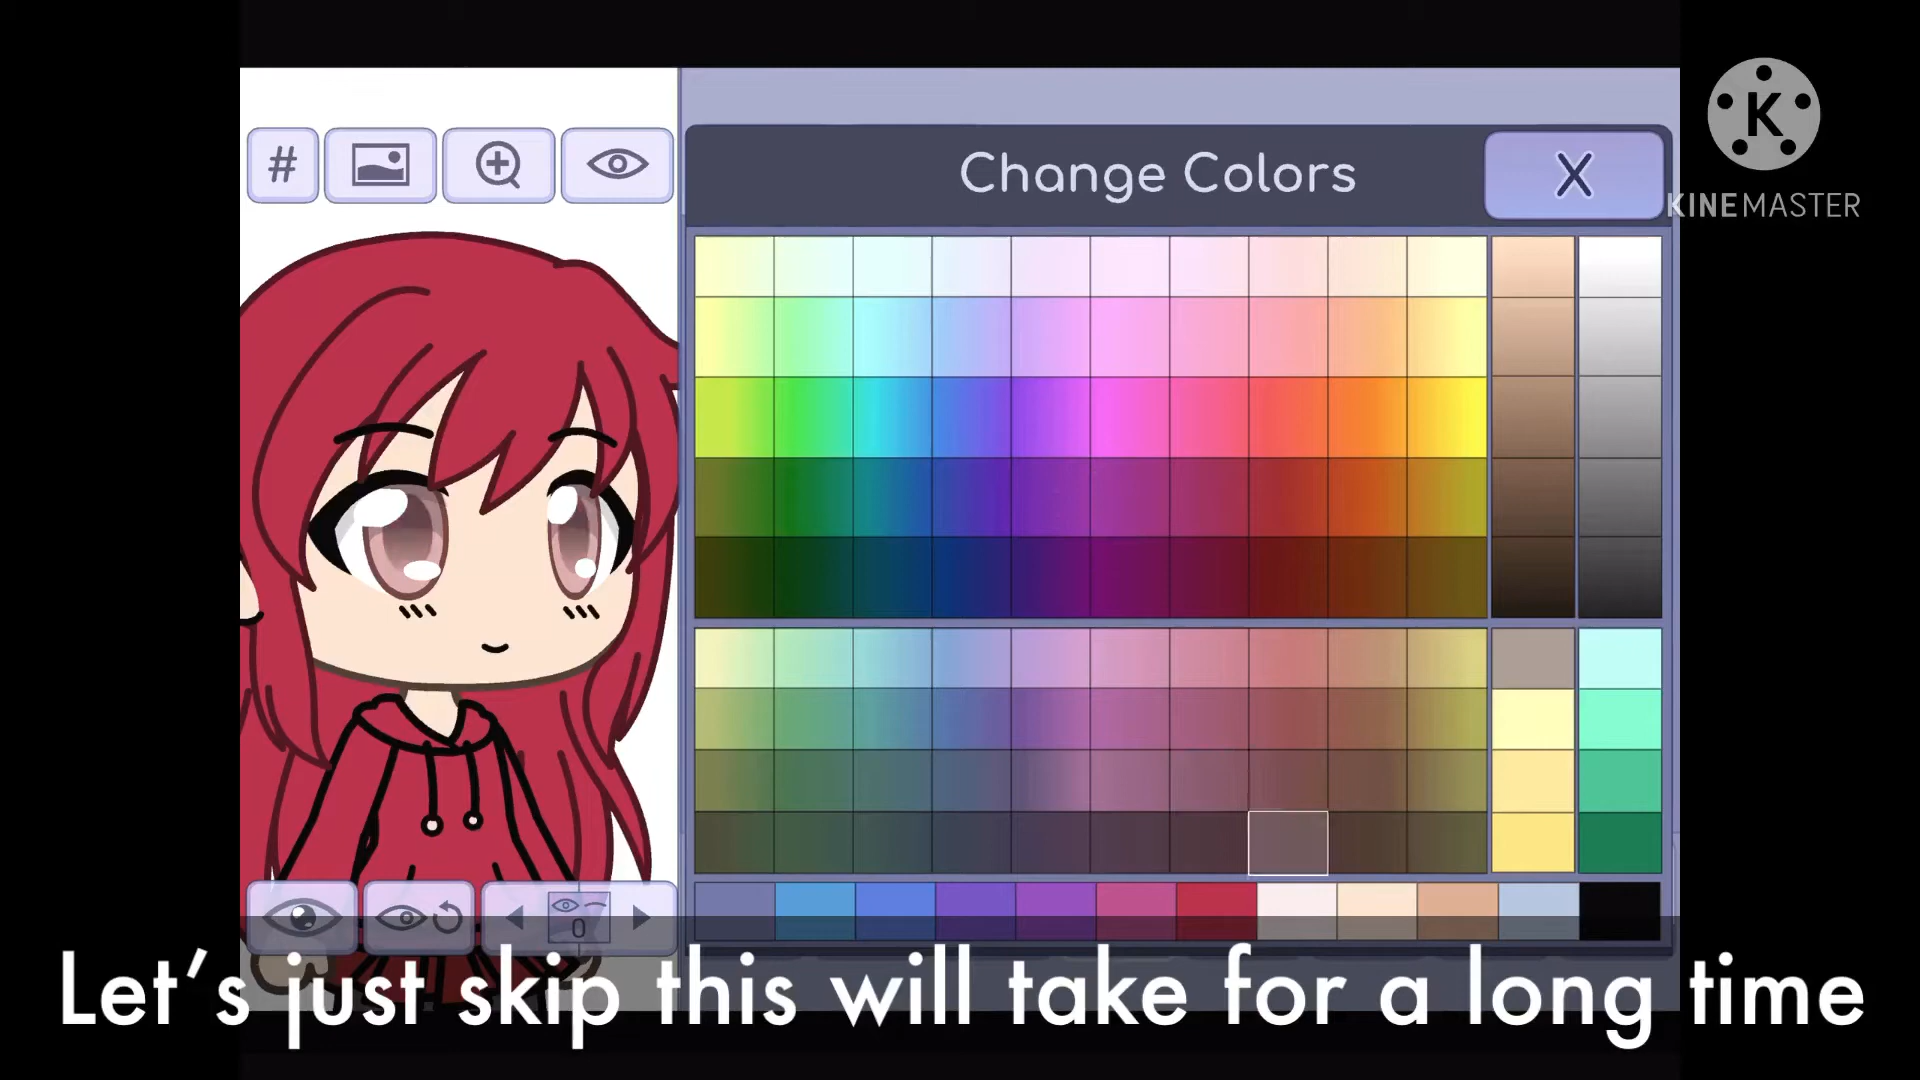 #
Change Colors
X
K
KINEMASTER
0
Let's just skip this will take for a long time